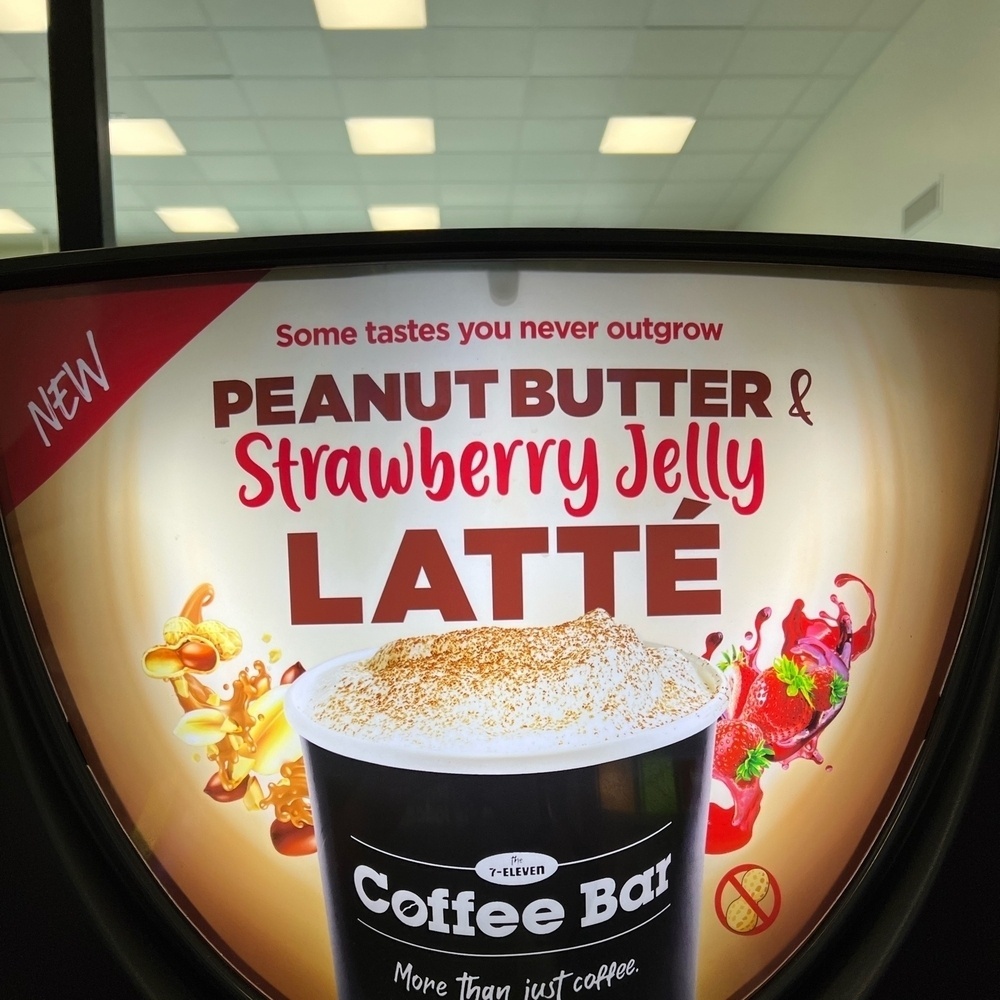 NEW
Some tastes you never outgrow
PEANUT BUTTER &
Strawberry Jelly
LATTÉ
the
7-ELEVEN
Coffee Bar
More than just coffee.